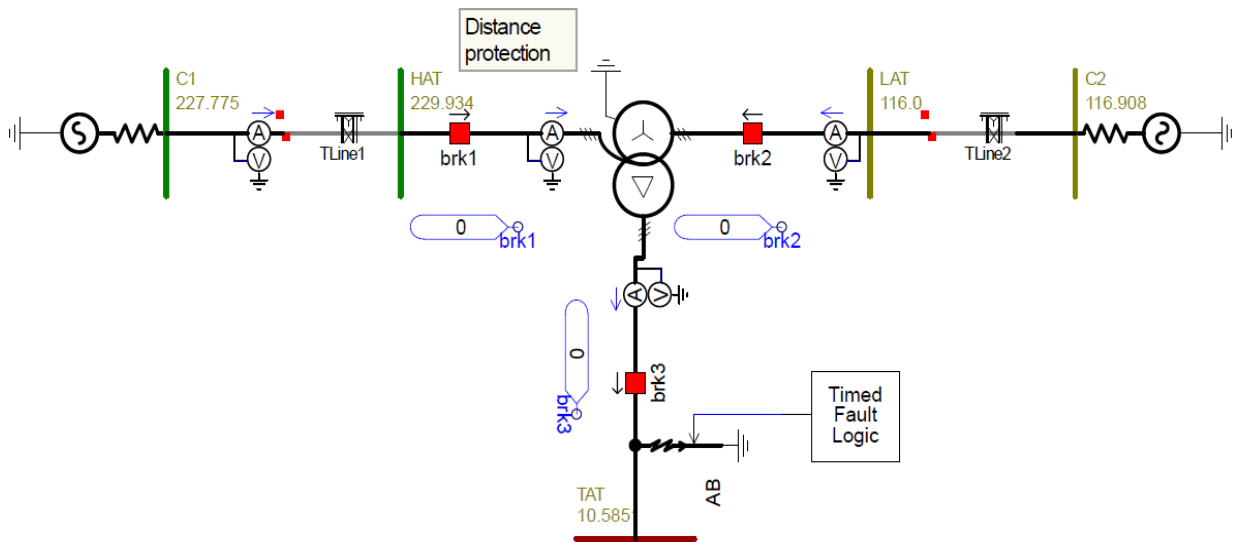 Distance
protection
C1
227.775
HAT
229.934
LAT
116.0
C2
116.908
A
V
TLine1
brk1
A
V
brk2
A
V
TLine2
0
brk1
0
brk2
A
V
0
brk3
brk3
Timed
Fault
Logic
AB
TAT
10.585